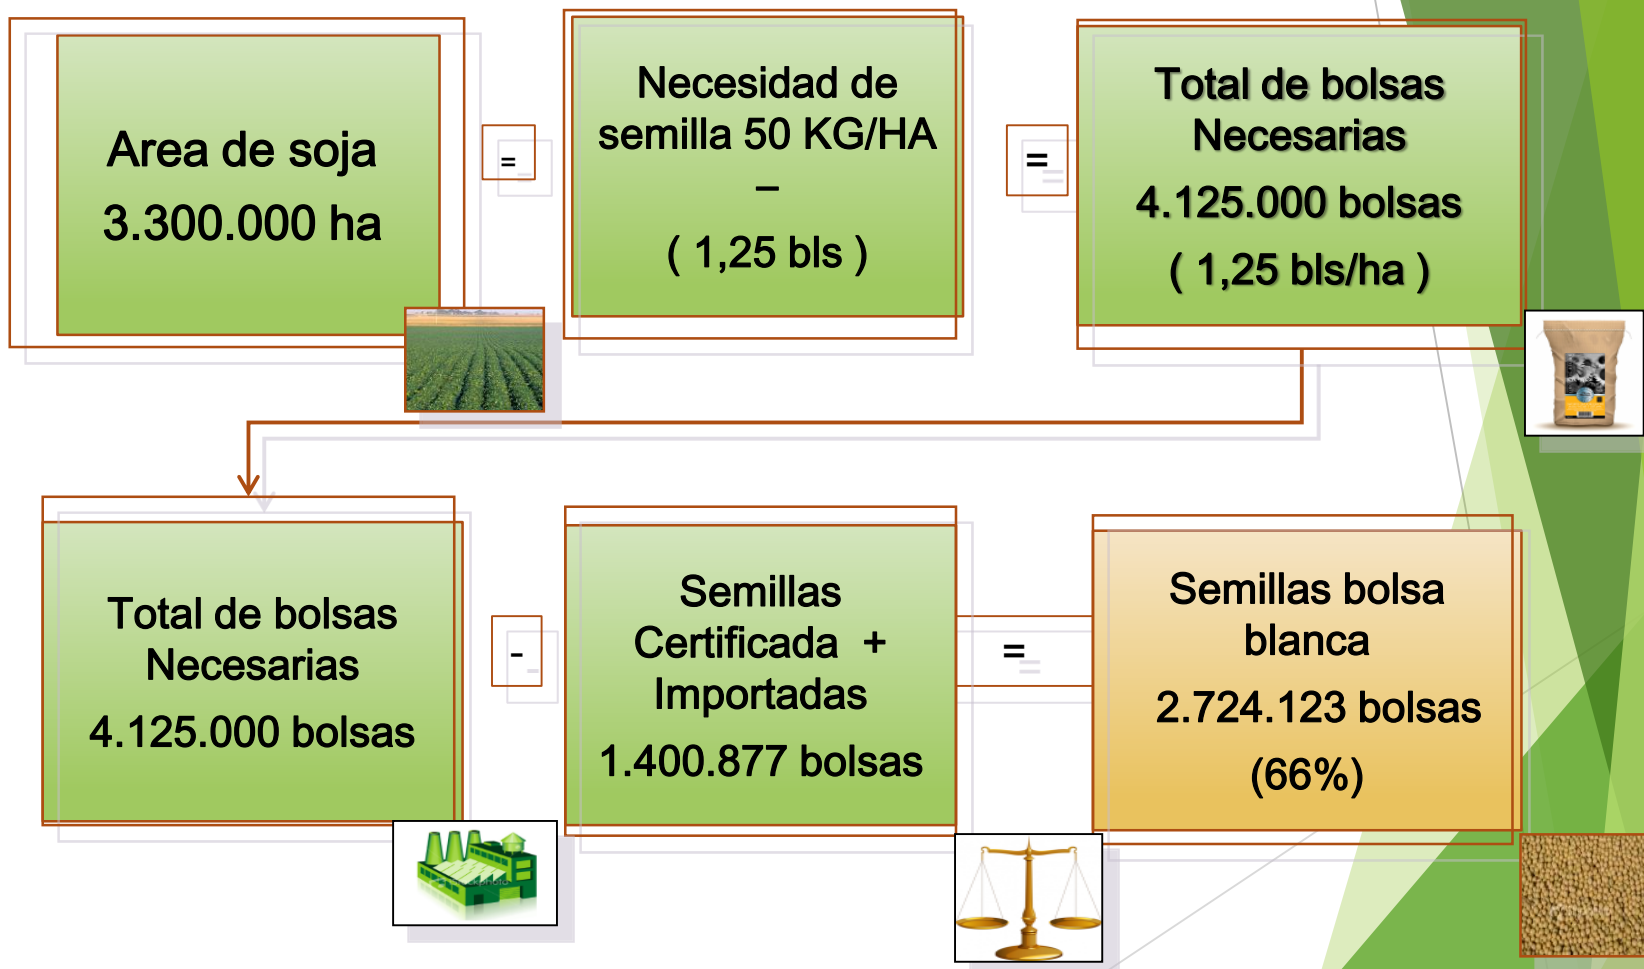 Area de soja
3.300.000 ha
=
Necesidad de
semilla 50 KG/HA
–
( 1,25 bls )
=
Total de bolsas
Necesarias
4.125.000 bolsas
( 1,25 bls/ha )
Total de bolsas
Necesarias
4.125.000 bolsas
-
Semillas
Certificada +
Importadas
1.400.877 bolsas
=
Semillas bolsa
blanca
2.724.123 bolsas
(66%)